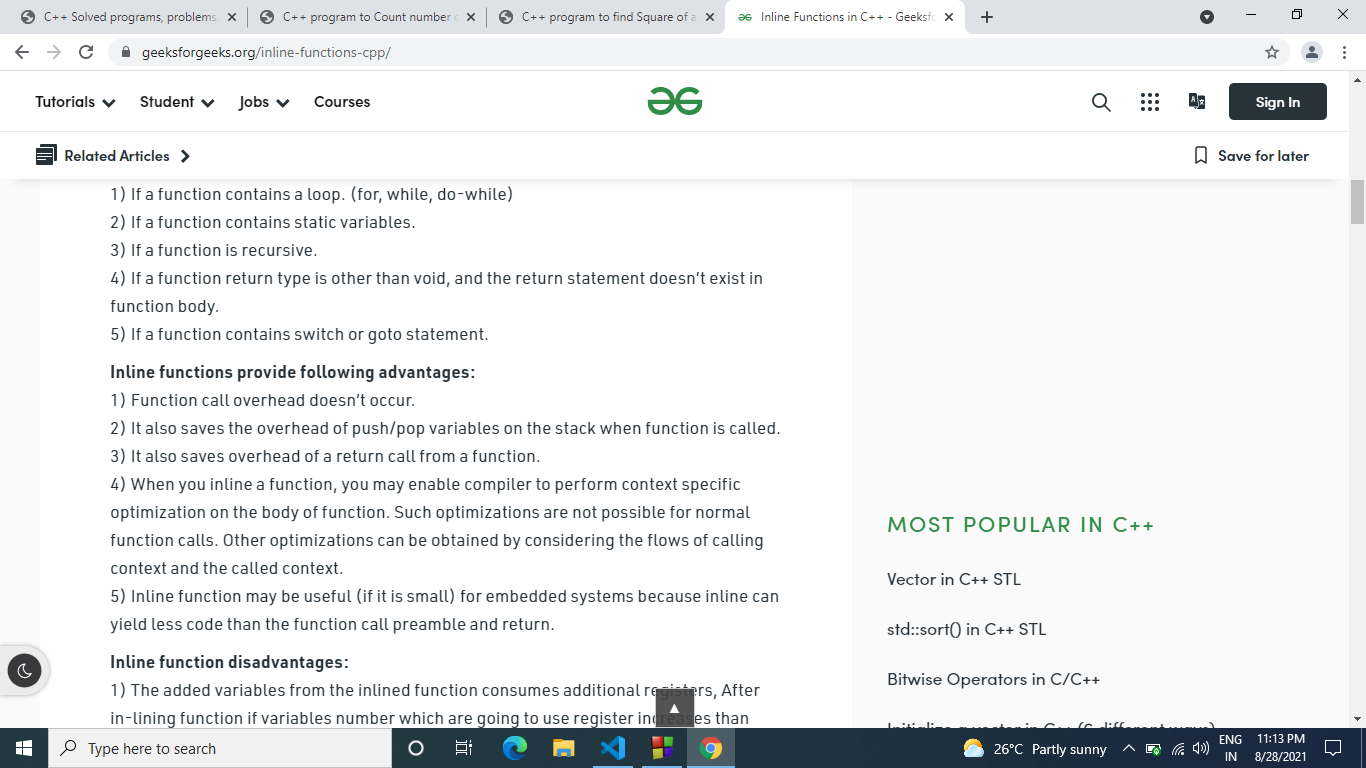 C++ Solved programs, problems
C++ program to Count number
C++ program to find Square of a
Inline Functions in C++ - Geeksfo
geeksforgeeks.org/inline-functions-cpp/
Tutorials
Student
Jobs
Courses
Sign In
Related Articles
Save for later
1) If a function contains a loop. (for, while, do-while)
2) If a function contains static variables.
3) If a function is recursive.
4) If a function return type is other than void, and the return statement doesn't exist in
function body.
5) If a function contains switch or goto statement.
Inline functions provide following advantages:
1) Function call overhead doesn't occur.
2) It also saves the overhead of push/pop variables on the stack when function is called.
3) It also saves overhead of a return call from a function.
4) When you inline a function, you may enable compiler to perform context specific
optimization on the body of function. Such optimizations are not possible for normal
function calls. Other optimizations can be obtained by considering the flows of calling
context and the called context.
5) Inline function may be useful (if it is small) for embedded systems because inline can
yield less code than the function call preamble and return.
Inline function disadvantages:
1) The added variables from the inlined function consumes additional registers, After
in-lining function if variables number which are going to use register increases than
MOST POPULAR IN C++
Vector in C++ STL
std::sort() in C++ STL
Bitwise Operators in C/C++
Initialize a vector in C++ (6 different ways)
Type here to search
26°C Partly sunny
ENG
IN
11:13 PM
8/28/2021